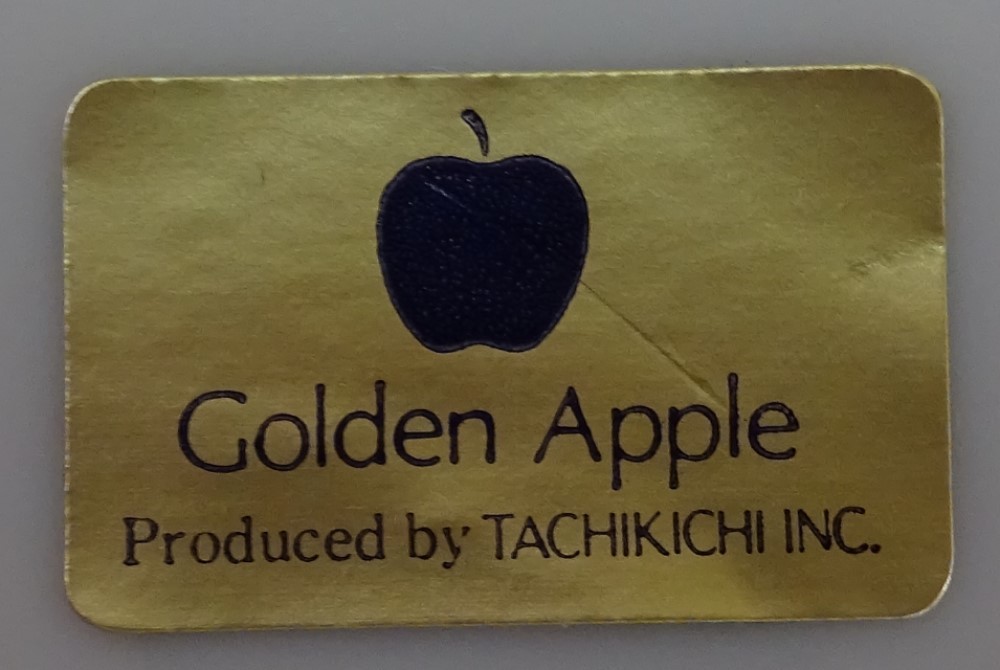 Golden Apple
Produced by TACHIKICHI INC.